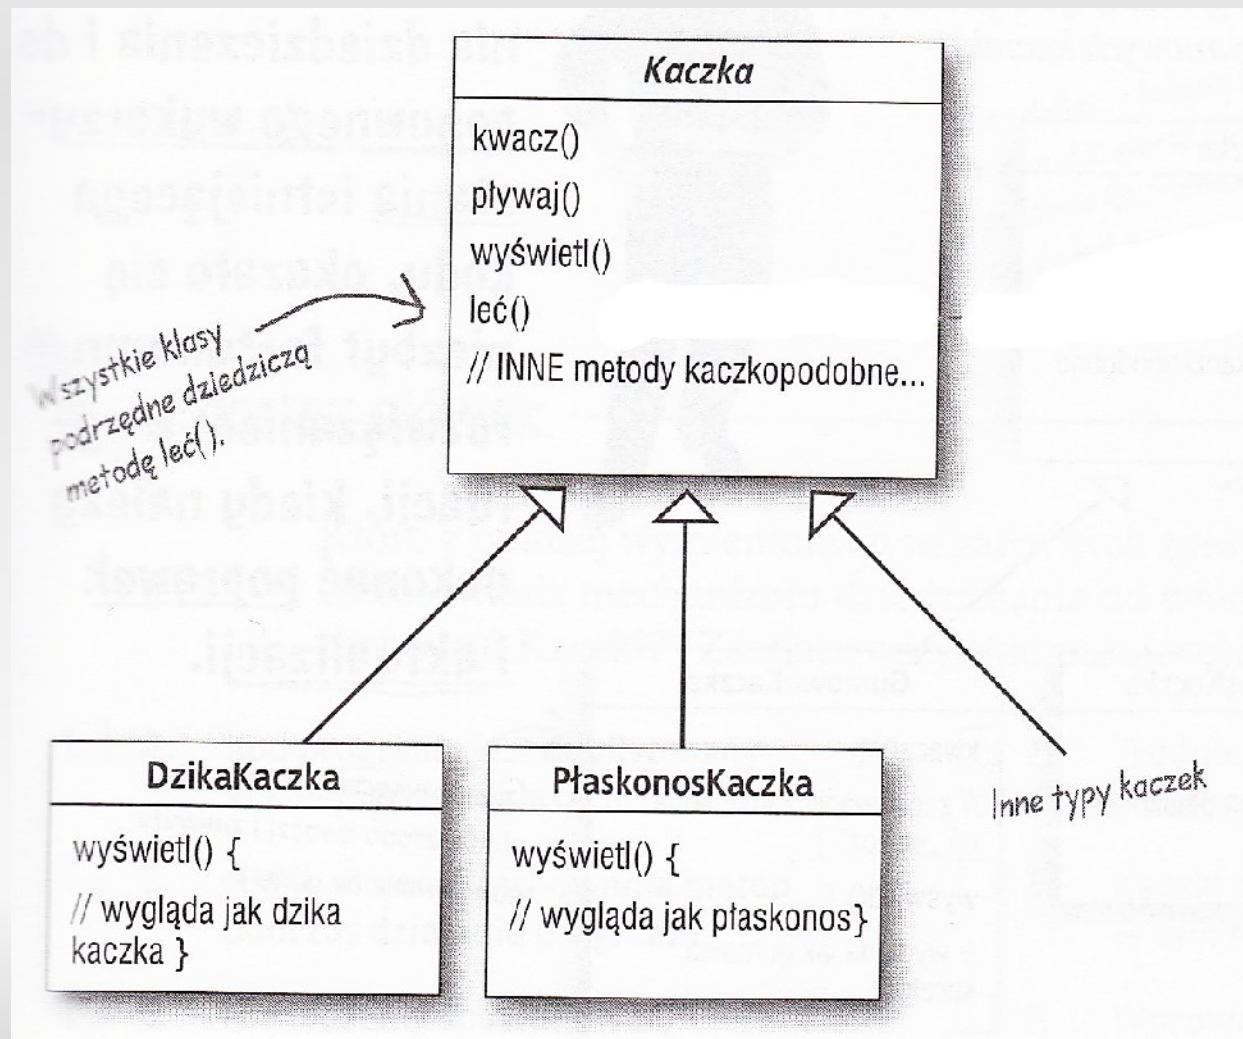 Kaczka
kwacz()
pływaj()
wyświetl()
leć()
// INNE metody kaczkopodobne...
Wszystkie klasy
podrzędne dziedziczą
metodę leć().
DzikaKaczka
wyświetl() {
// wygląda jak dzika
kaczka }
PłaskonosKaczka
wyświetl() {
// wygląda jak płaskonos}
Inne typy kaczek